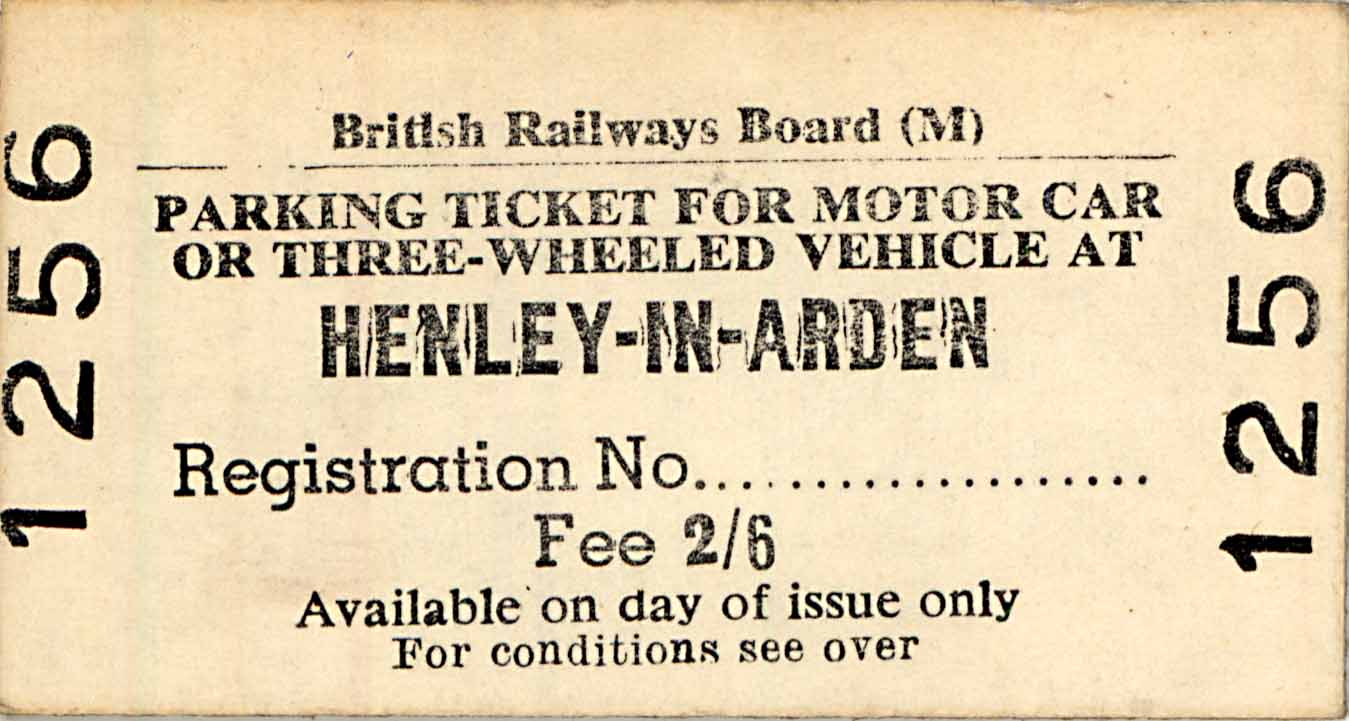 British Railways Board (M)
PARKING TICKET FOR MOTOR CAR
OR THREE-WHEELED VEHICLE AT
HENLEY-IN-ARDEN
Registration No....................
Fee 2/6
Available on day of issue only
For conditions see over
1256
1256